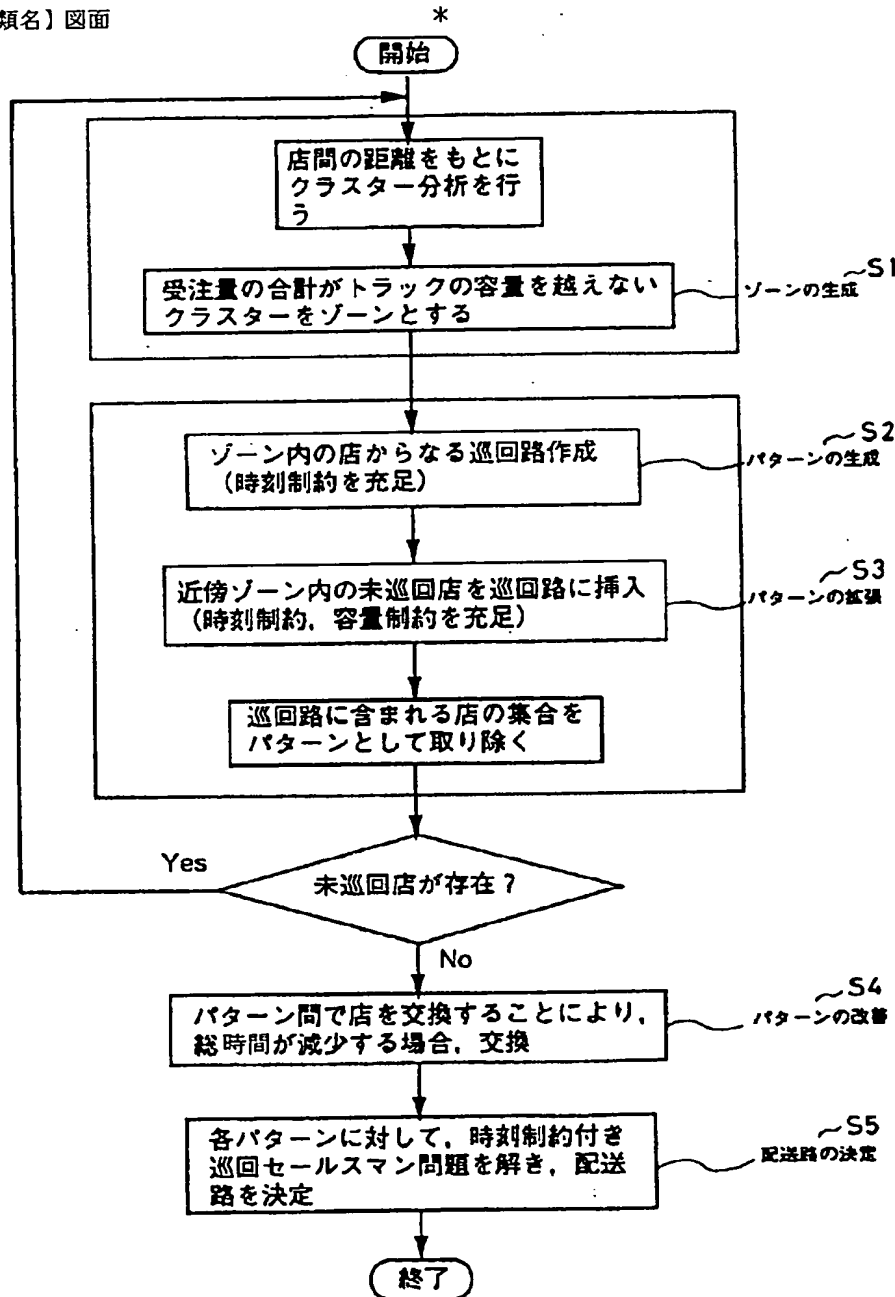 類名】図面
*
開始
店間の距離をもとに
クラスター分析を行
う
受注量の合計がトラックの容量を越えない
クラスターをゾーンとする
S1
ゾーンの生成
ゾーン内の店からなる巡回路作成
(時刻制約を充足)
S2
パターンの生成
近傍ゾーン内の未巡回店を巡回路に挿入
(時刻制約，容量制約を充足)
S3
パターンの拡張
巡回路に含まれる店の集合を
パターンとして取り除く
Yes
未巡回店が存在？
No
パターン間で店を交換することにより，
総時間が減少する場合，交換
S4
パターンの改善
各パターンに対して，時刻制約付き
巡回セールスマン問題を解き，配送
路を決定
S5
配送路の決定
終了